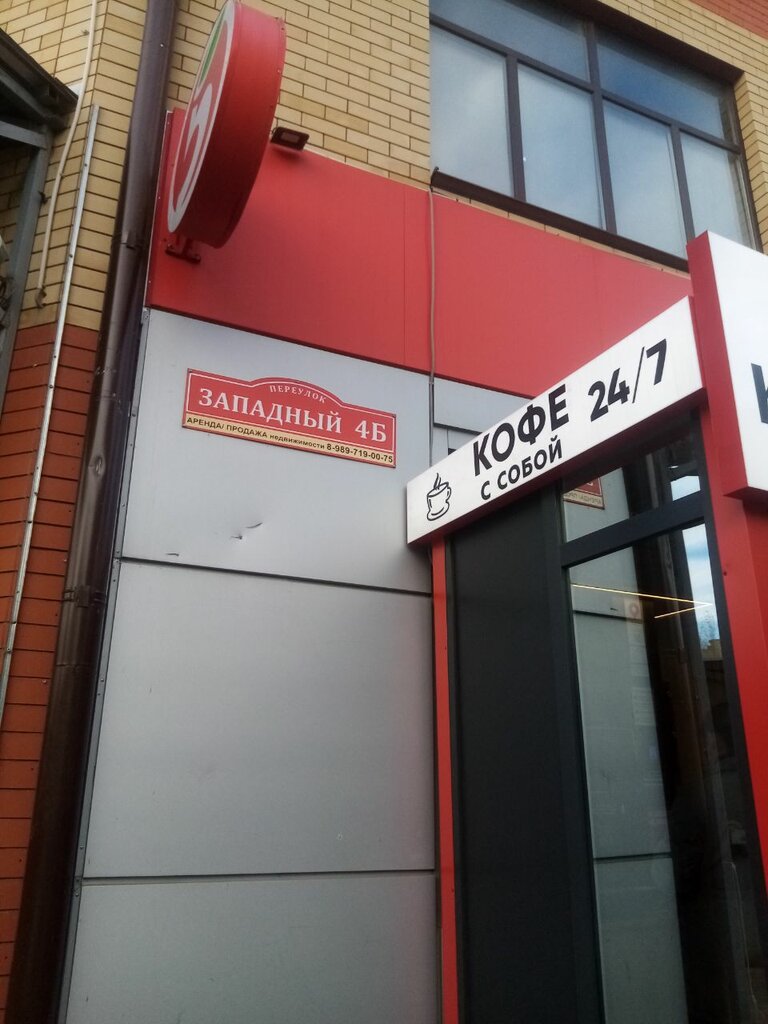 ПЕРЕУЛОК
ЗАПАДНЫЙ 4Б
АРЕНДА/ ПРОДАЖА недвижимости 8-989-719-00-75
КОФЕ 24/7
С СОБОЙ